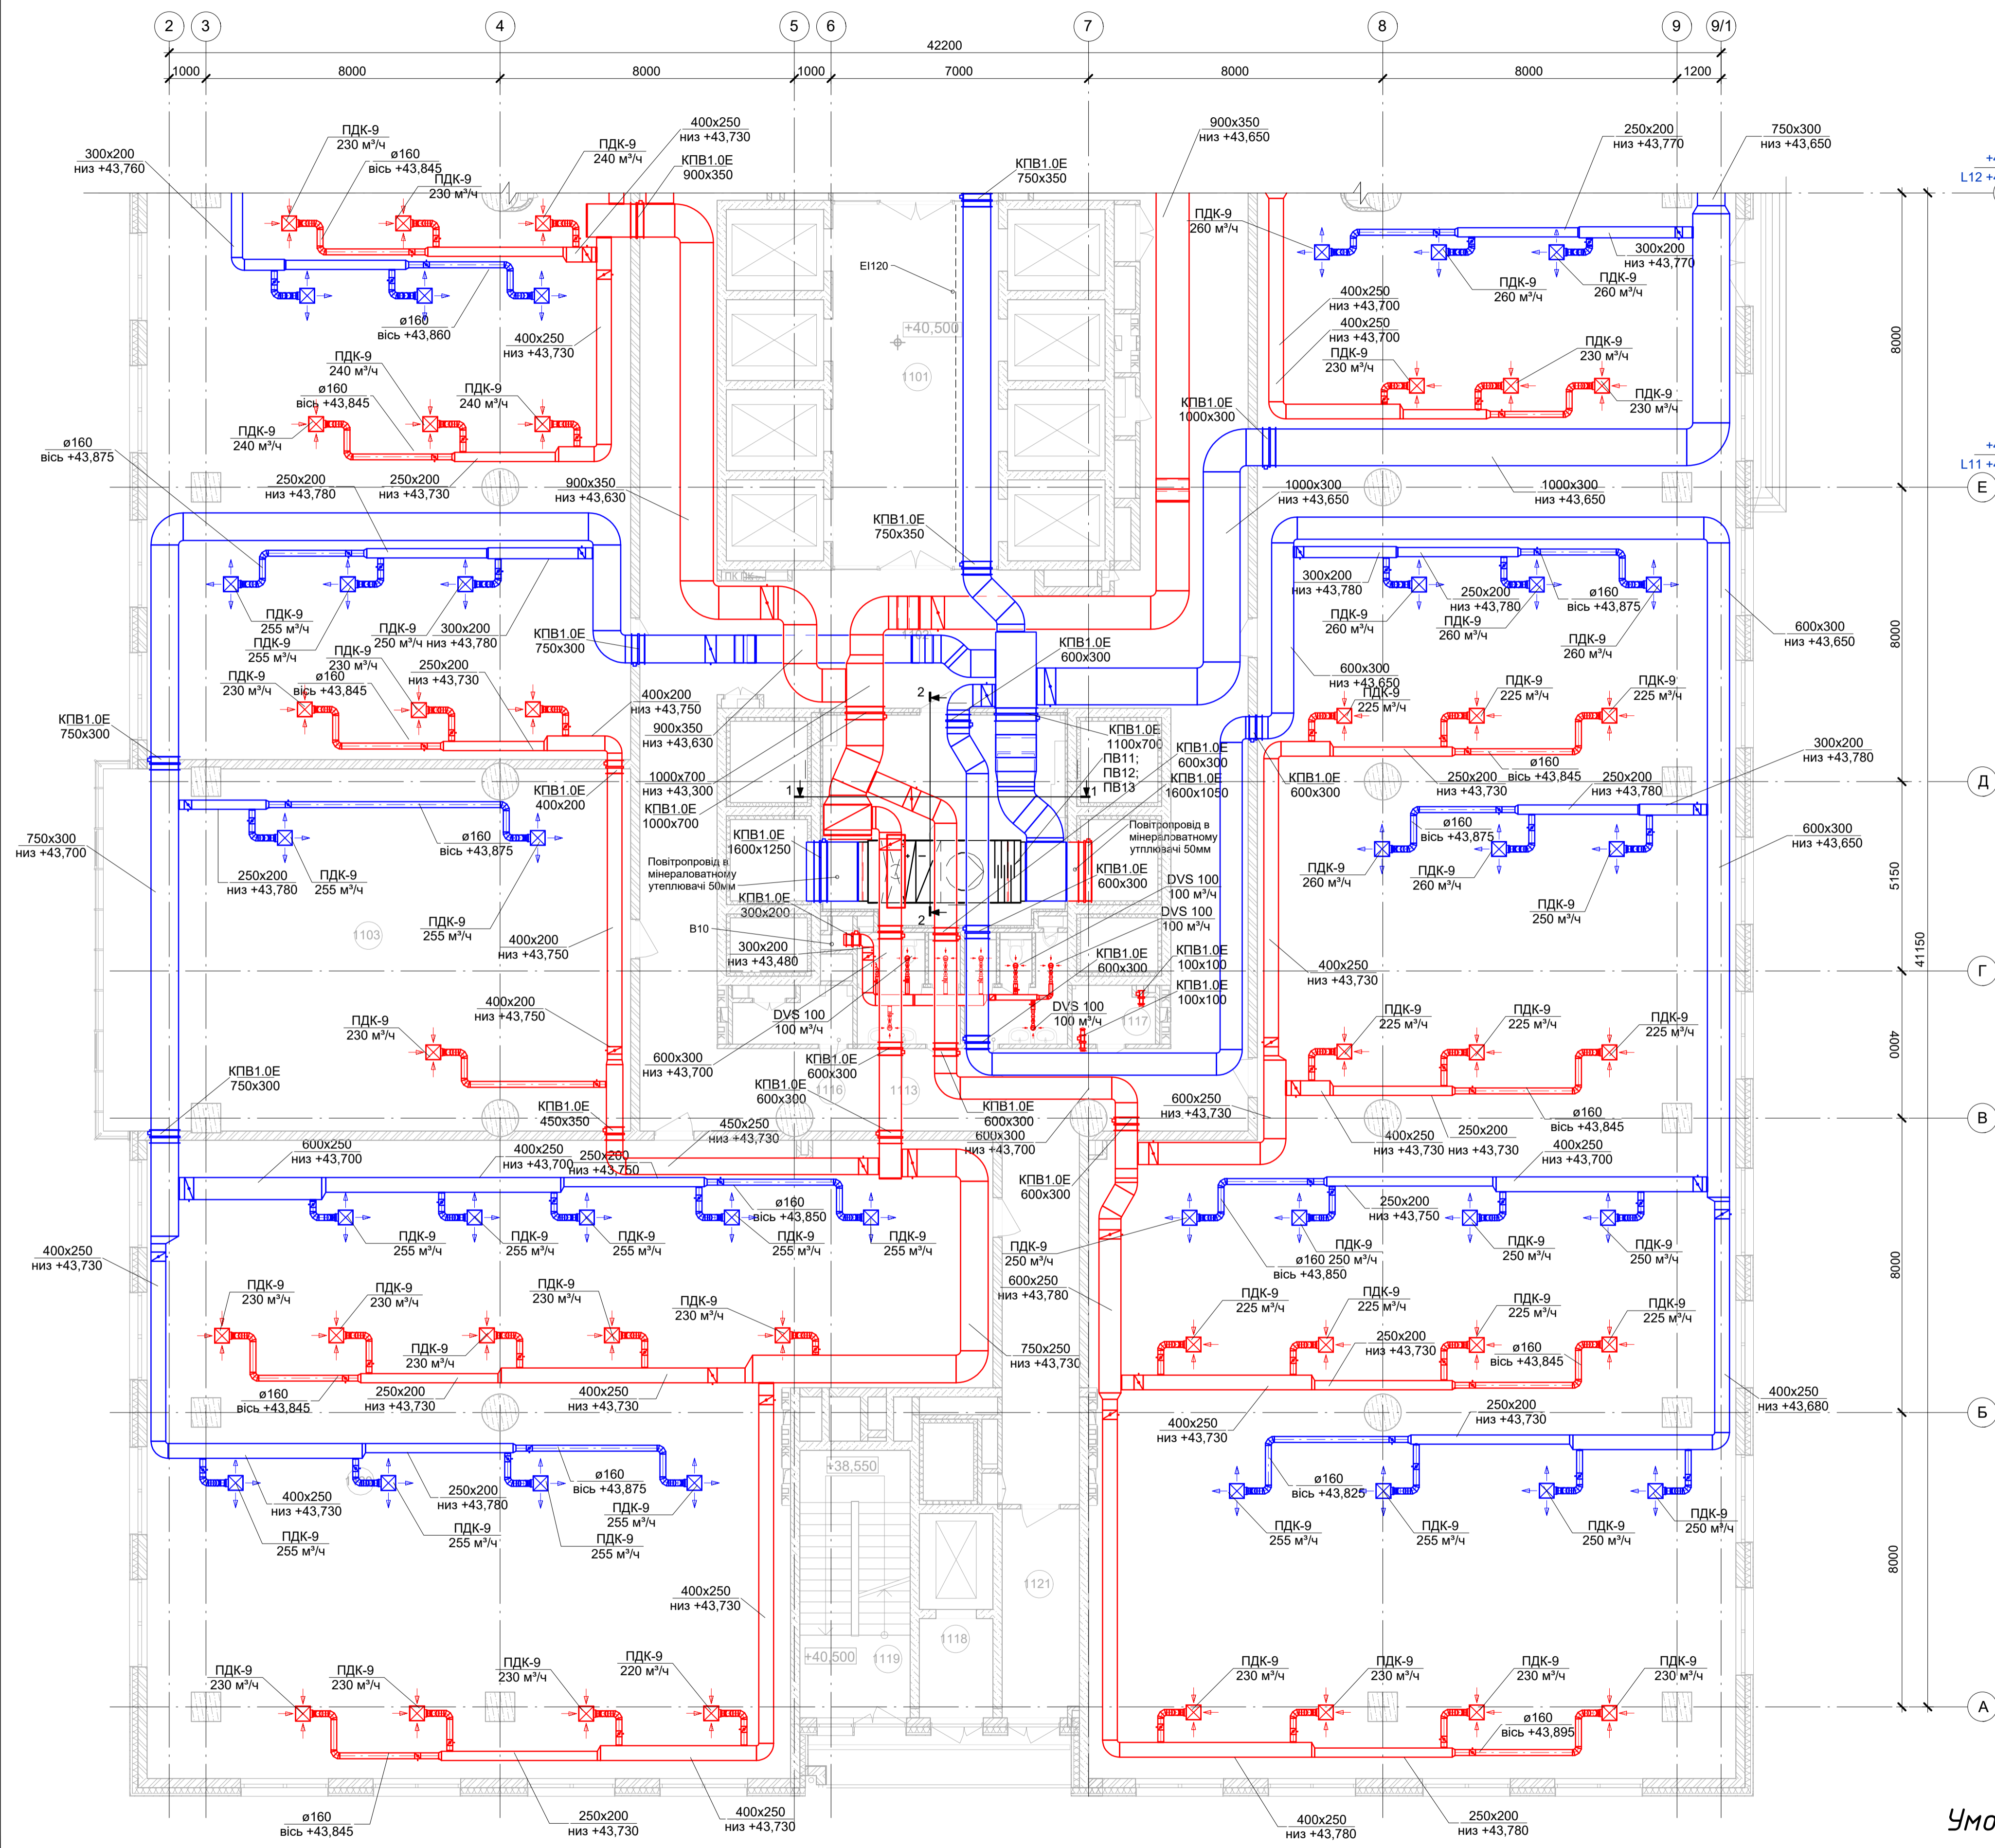 2
3
4
5
6
7
8
9
9/1
42200
1000
8000
8000
1000
7000
8000
8000
1200
ПДК-9
230 м³/ч
300x200
низ +43,760
ø160
вісь +43,845
ПДК-9
230 м³/ч
ПДК-9
240 м³/ч
400x250
низ +43,730
КПВ1.0Е
900x350
КПВ1.0Е
750x350
900x350
низ +43,650
250x200
низ +43,770
750x300
низ +43,650
L12
ПДК-9
260 м³/ч
300x200
низ +43,770
ПДК-9
260 м³/ч
ПДК-9
260 м³/ч
EI120
+40,500
1101
ø160
вісь +43,860
400x250
низ +43,730
400x250
низ +43,700
400x250
низ +43,700
8000
ПДК-9
240 м³/ч
ПДК-9
230 м³/ч
ПДК-9
230 м³/ч
ø160
вісь +43,845
ПДК-9
240 м³/ч
ПДК-9
230 м³/ч
ПДК-9
240 м³/ч
КПВ1.0Е
1000x300
ø160
вісь +43,875
L11
250x200
низ +43,780
250x200
низ +43,730
900x350
низ +43,630
1000x300
низ +43,650
1000x300
низ +43,650
Е
КПВ1.0Е
750x350
ПК
ПК
300x200
низ +43,780
250x200
низ +43,780
ø160
вісь +43,875
ПДК-9
255 м³/ч
ПДК-9
255 м³/ч
ПДК-9
250 м³/ч
300x200
низ +43,780
КПВ1.0Е
750x300
1102
КПВ1.0Е
600x300
ПДК-9
260 м³/ч
ПДК-9
260 м³/ч
ПДК-9
260 м³/ч
600x300
низ +43,650
8000
ПДК-9
230 м³/ч
ПДК-9
230 м³/ч
ø160
вісь +43,845
250x200
низ +43,730
400x200
низ +43,750
600x300
низ +43,650
ПДК-9
225 м³/ч
ПДК-9
225 м³/ч
ПДК-9
225 м³/ч
2
КПВ1.0Е
750x300
900x350
низ +43,630
КПВ1.0Е
1100x700
ПВ11;
ПВ12;
ПВ13
КПВ1.0Е
600x300
КПВ1.0Е
1600x1050
300x200
низ +43,780
1000x700
низ +43,300
КПВ1.0Е
1000x700
1
1
КПВ1.0Е
400x200
КПВ1.0Е
600x300
250x200
низ +43,730
ø160
вісь +43,845
250x200
низ +43,780
Д
750x300
низ +43,700
250x200
низ +43,780
ø160
вісь +43,875
ПДК-9
255 м³/ч
ПДК-9
255 м³/ч
КПВ1.0Е
1600x1250
Повітропровід в
мінераловатному
утеплювачі 50мм
Повітропровід в
мінераловатному
утплювачі 50мм
ø160
вісь +43,875
600x300
низ +43,650
КПВ1.0Е
600x300
DVS 100
100 м³/ч
DVS 100
100 м³/ч
ПДК-9
260 м³/ч
ПДК-9
260 м³/ч
ПДК-9
250 м³/ч
5150
КПВ1.0Е
300x200
2
В10
1103
400x200
низ +43,750
300x200
низ +43,480
КПВ1.0Е
600x300
КПВ1.0Е
100x100
КПВ1.0Е
100x100
400x250
низ +43,730
41150
Г
400x200
низ +43,750
ПДК-9
230 м³/ч
DVS 100
100 м³/ч
DVS 100
100 м³/ч
1117
ПДК-9
225 м³/ч
ПДК-9
225 м³/ч
ПДК-9
225 м³/ч
4000
КПВ1.0Е
750x300
600x300
низ +43,700
КПВ1.0Е
600x300
КПВ1.0Е
600x300
1116
1113
КПВ1.0Е
450x350
КПВ1.0Е
600x300
600x300
низ +43,700
600x250
низ +43,730
ø160
вісь +43,845
В
450x250
низ +43,730
600x250
низ +43,700
400x250
низ +43,700
250x200
низ +43,750
400x250
низ +43,730
250x200
низ +43,730
400x250
низ +43,700
КПВ1.0Е
600x300
ø160
вісь +43,850
250x200
низ +43,750
ПДК-9
255 м³/ч
ПДК-9
255 м³/ч
ПДК-9
255 м³/ч
ПДК-9
255 м³/ч
ПДК-9
255 м³/ч
ПДК-9
250 м³/ч
ПДК-9
250 м³/ч
ПДК-9
250 м³/ч
ПДК-9
250 м³/ч
ø160
вісь +43,850
400x250
низ +43,730
600x250
низ +43,780
8000
ПДК-9
230 м³/ч
ПДК-9
230 м³/ч
ПДК-9
230 м³/ч
ПДК-9
230 м³/ч
ПДК-9
230 м³/ч
ПДК-9
225 м³/ч
ПДК-9
225 м³/ч
ПДК-9
225 м³/ч
ПДК-9
225 м³/ч
750x250
низ +43,730
250x200
низ +43,730
ø160
вісь +43,845
ø160
вісь +43,845
250x200
низ +43,730
400x250
низ +43,730
400x250
низ +43,680
400x250
низ +43,730
250x200
низ +43,730
Б
+38,550
ø160
вісь +43,875
400x250
низ +43,730
250x200
низ +43,780
ПДК-9
255 м³/ч
ø160
вісь +43,825
ПДК-9
255 м³/ч
ПДК-9
255 м³/ч
ПДК-9
255 м³/ч
ПДК-9
255 м³/ч
ПДК-9
255 м³/ч
ПДК-9
250 м³/ч
ПДК-9
250 м³/ч
8000
400x250
низ +43,730
1121
1118
+40,500
1119
ПДК-9
230 м³/ч
ПДК-9
230 м³/ч
ПДК-9
230 м³/ч
ПДК-9
220 м³/ч
ПДК-9
230 м³/ч
ПДК-9
230 м³/ч
ПДК-9
230 м³/ч
ПДК-9
230 м³/ч
ø160
вісь +43,895
А
ø160
вісь +43,845
250x200
низ +43,730
400x250
низ +43,730
400x250
низ +43,780
250x200
низ +43,780
Умо